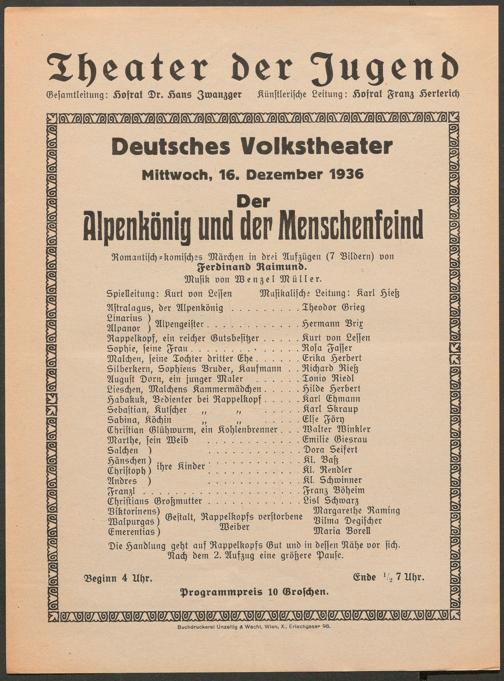 Theater der Jugend
Gesamtleitung: Hofrat Dr. Hans Zwanzger Künstlerische Leitung: Hofrat Franz Herterich
Deutsches Volkstheater
Mittwoch, 16. Dezember 1936
Der
Alpenkönig und der Menschenfeind
Romantisch-komisches Märchen in drei Aufzügen (7 Bildern) von
Ferdinand Raimund.
Musik von Wenzel Müller.
Spielleitung: Kurt von Lessen Musikalische Leitung: Karl Hieß
Astralagus, der Alpenkönig . . . . . . . . . Theodor Grieg
Linarius )
Alpanor ) Alpengeister . . . . . . . . . . . . Hermann Brix
Rappelkopf, ein reicher Gutsbesitzer . . . . Kurt von Lessen
Sophie, seine Frau . . . . . . . . . . . . Rosa Fasser
Malchen, seine Tochter dritter Ehe . . . . Erika Herbert
Silberkern, Sophiens Bruder, Kaufmann . . Richard Rieß
August Dorn, ein junger Maler . . . . . . Tonio Riedl
Lieschen, Malchens Kammermädchen . . . . Hilde Herbert
Habakuk, Bedienter bei Rappelkopf . . . . Karl Ehmann
Sebastian, Kutscher „ „ . . . . Karl Skraup
Sabina, Köchin „ „ . . . . Else Föry
Christian Glühwurm, ein Kohlenbrenner . . Walter Winkler
Marthe, sein Weib . . . . . . . . . . . Emilie Giesrau
Salchen ) . . . . . . . . . . . Dora Seifert
Hänschen ) . . . . . . . . . . . Kl. Baß
Christoph ) ihre Kinder . . . . . . . . . . . Kl. Rendler
Andres ) . . . . . . . . . . . Kl. Schwinner
Franzl . . . . . . . . . . . . . . Franz Böheim
Christians Großmutter . . . . . . . . . . Lisl Schwarz
Viktorinens) Margarethe Raming
Walpurgas ) Gestalt, Rappelkopfs verstorbene Vilma Degischer
Emerentias) Weiber Maria Borell
Die Handlung geht auf Rappelkopfs Gut und in dessen Nähe vor sich.
Nach dem 2. Aufzug eine größere Pause.
Beginn 4 Uhr. Ende ½ 7 Uhr.
Programmpreis 10 Groschen.
Buchdruckerei Unzeitig & Wecht, Wien, X., Erlachgasse 98.